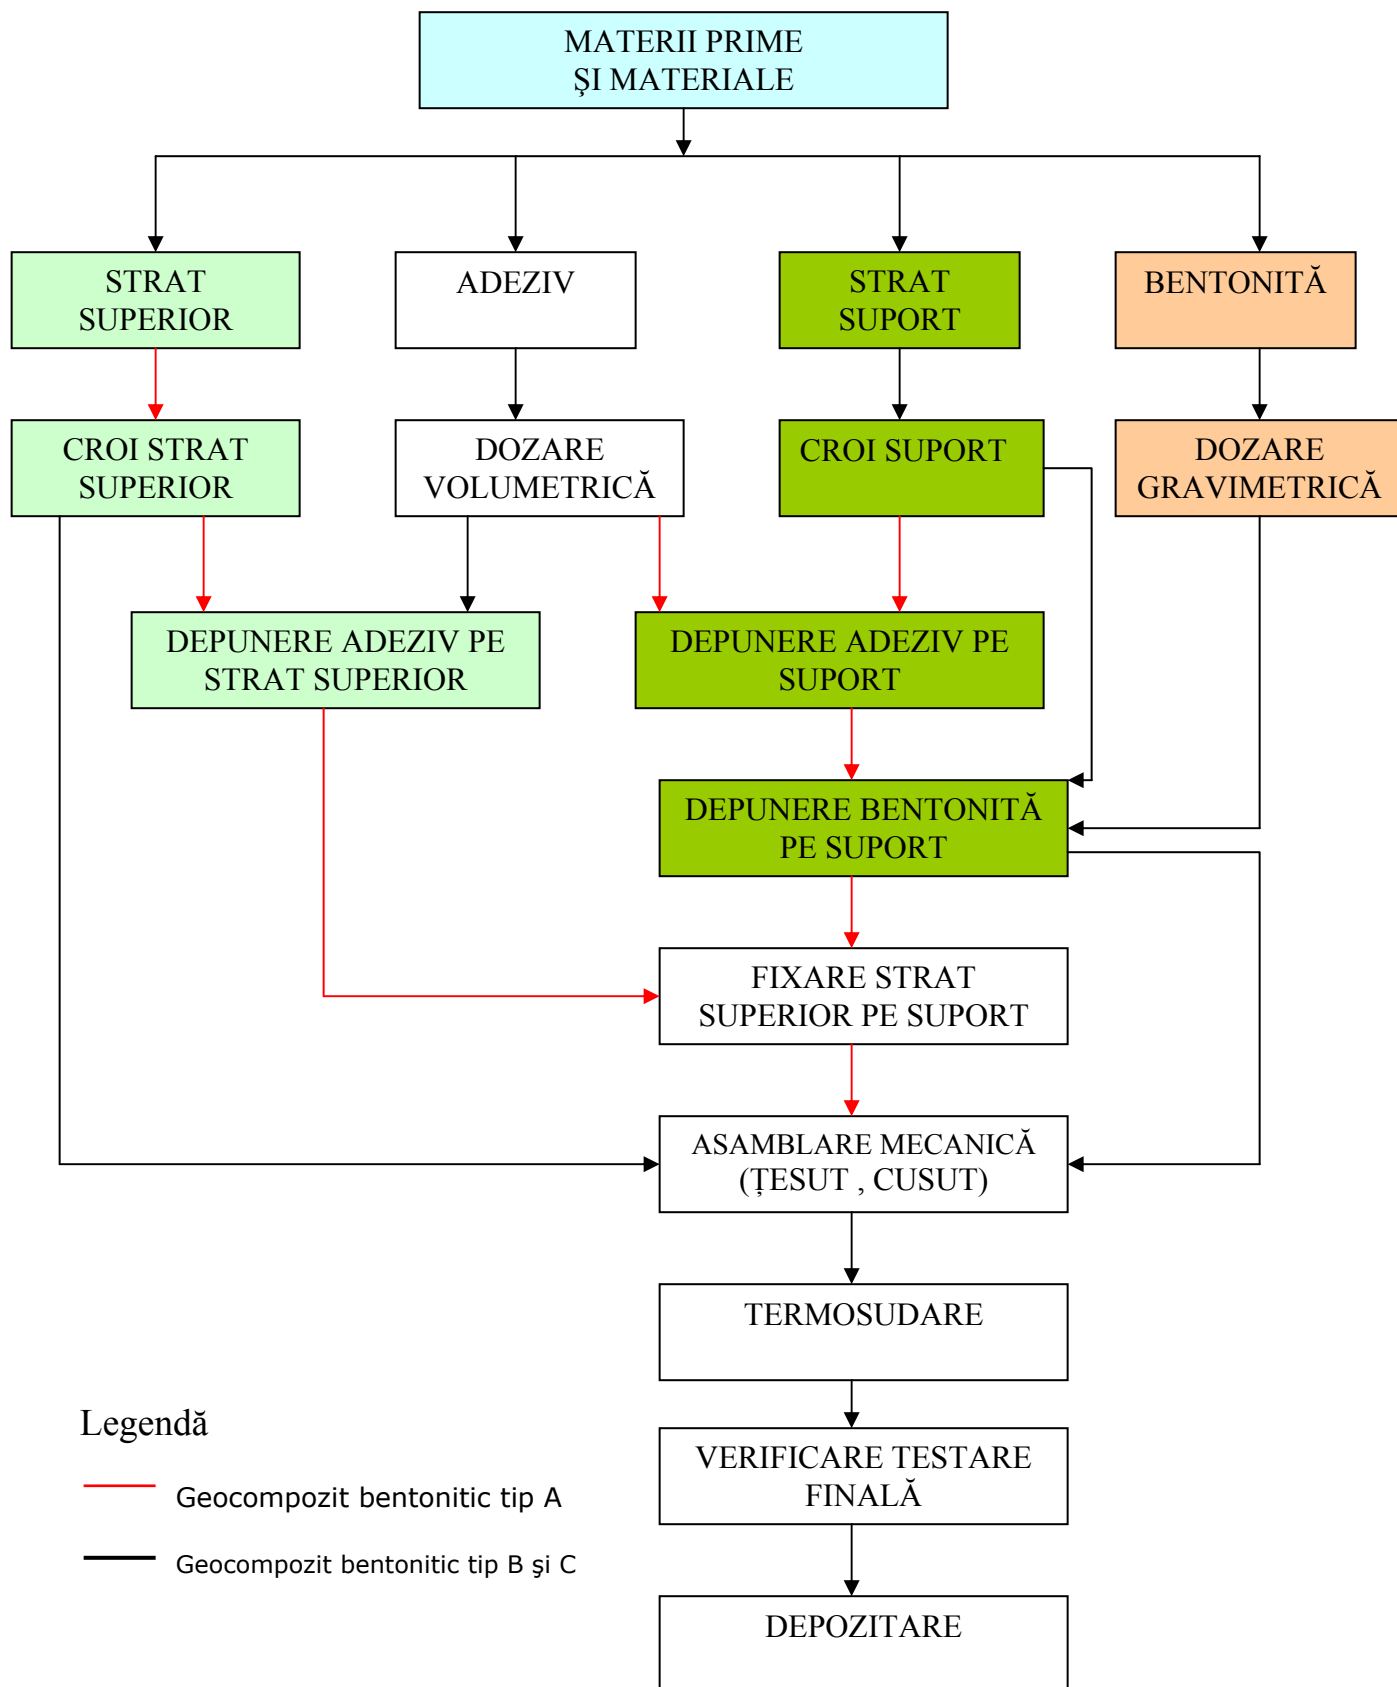 MATERII PRIME
ŞI MATERIALE
STRAT
SUPERIOR
ADEZIV
STRAT
SUPORT
BENTONITĂ
CROI STRAT
SUPERIOR
DOZARE
VOLUMETRICĂ
CROI SUPORT
DOZARE
GRAVIMETRICĂ
DEPUNERE ADEZIV PE
STRAT SUPERIOR
DEPUNERE ADEZIV PE
SUPORT
DEPUNERE BENTONITĂ
PE SUPORT
FIXARE STRAT
SUPERIOR PE SUPORT
ASAMBLARE MECANICĂ
(ŢESUT , CUSUT)
TERMOSUDARE
VERIFICARE TESTARE
FINALĂ
DEPOZITARE
Legendă
Geocompozit bentonitic tip A
Geocompozit bentonitic tip B şi C